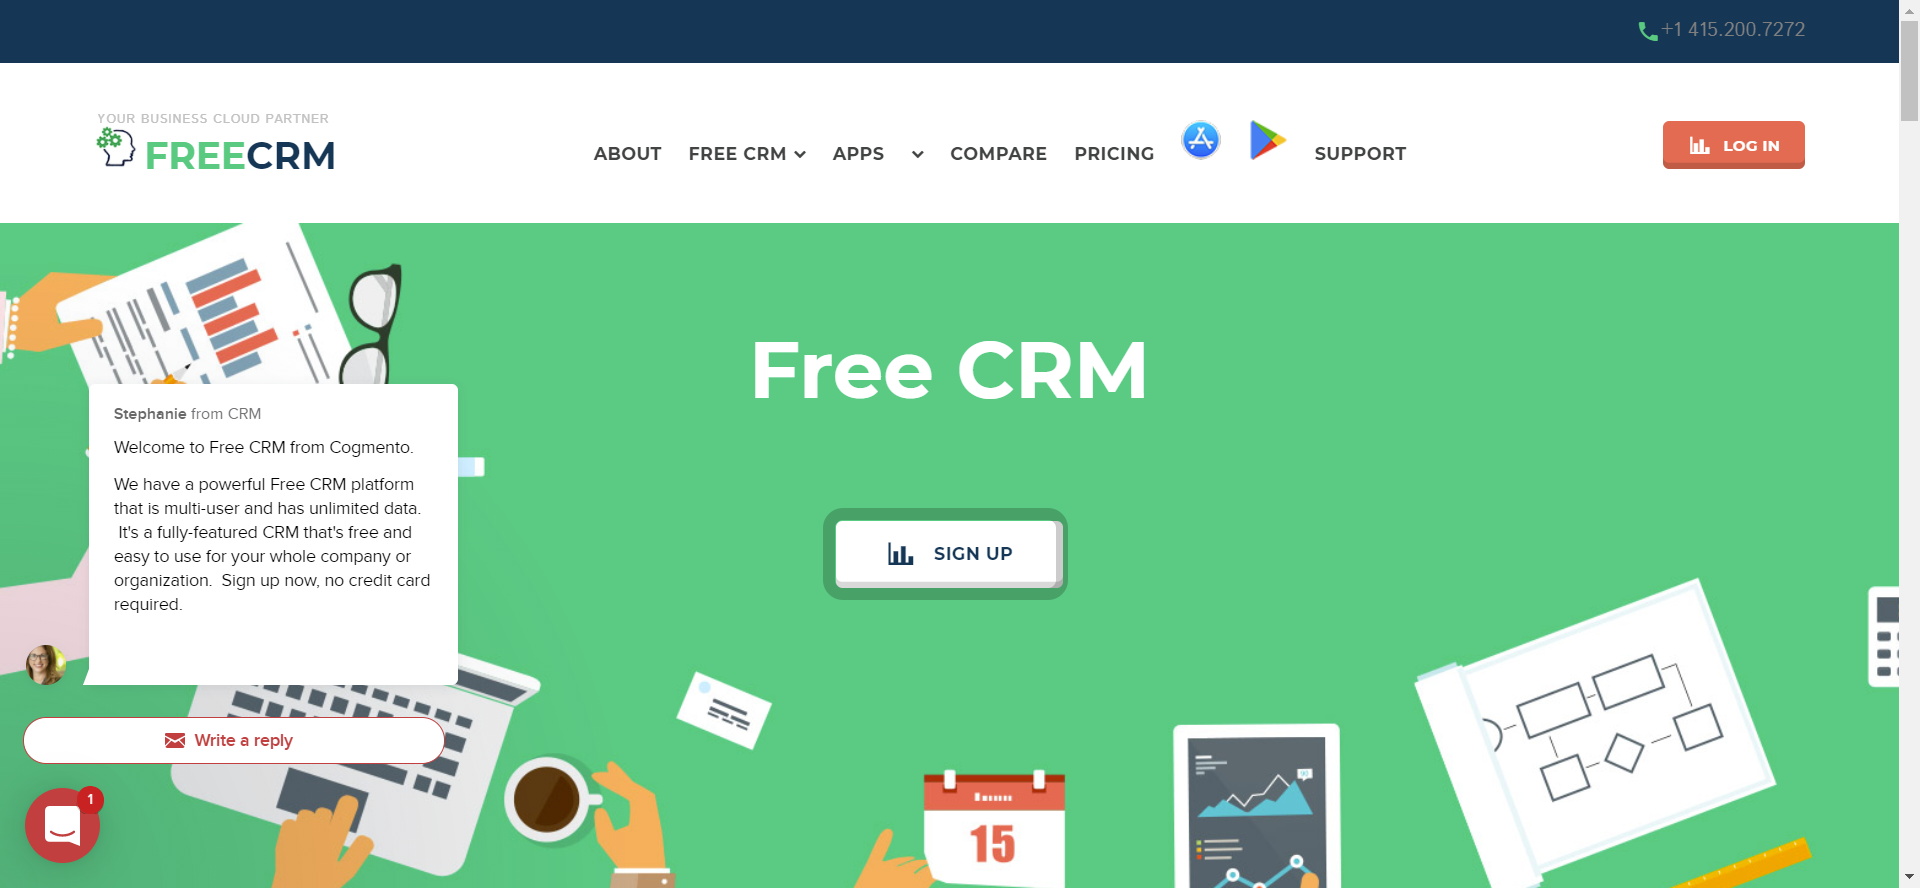 +1 415.200.7272
YOUR BUSINESS CLOUD PARTNER
FREECRM
ABOUT FREE CRM APPS COMPARE PRICING SUPPORT
LOG IN
Free CRM
SIGN UP
Stephanie from CRM
Welcome to Free CRM from Cogmento.
We have a powerful Free CRM platform
that is multi-user and has unlimited data.
It's a fully-featured CRM that's free and
easy to use for your whole company or
organization. Sign up now, no credit card
required.
Write a reply
1
15